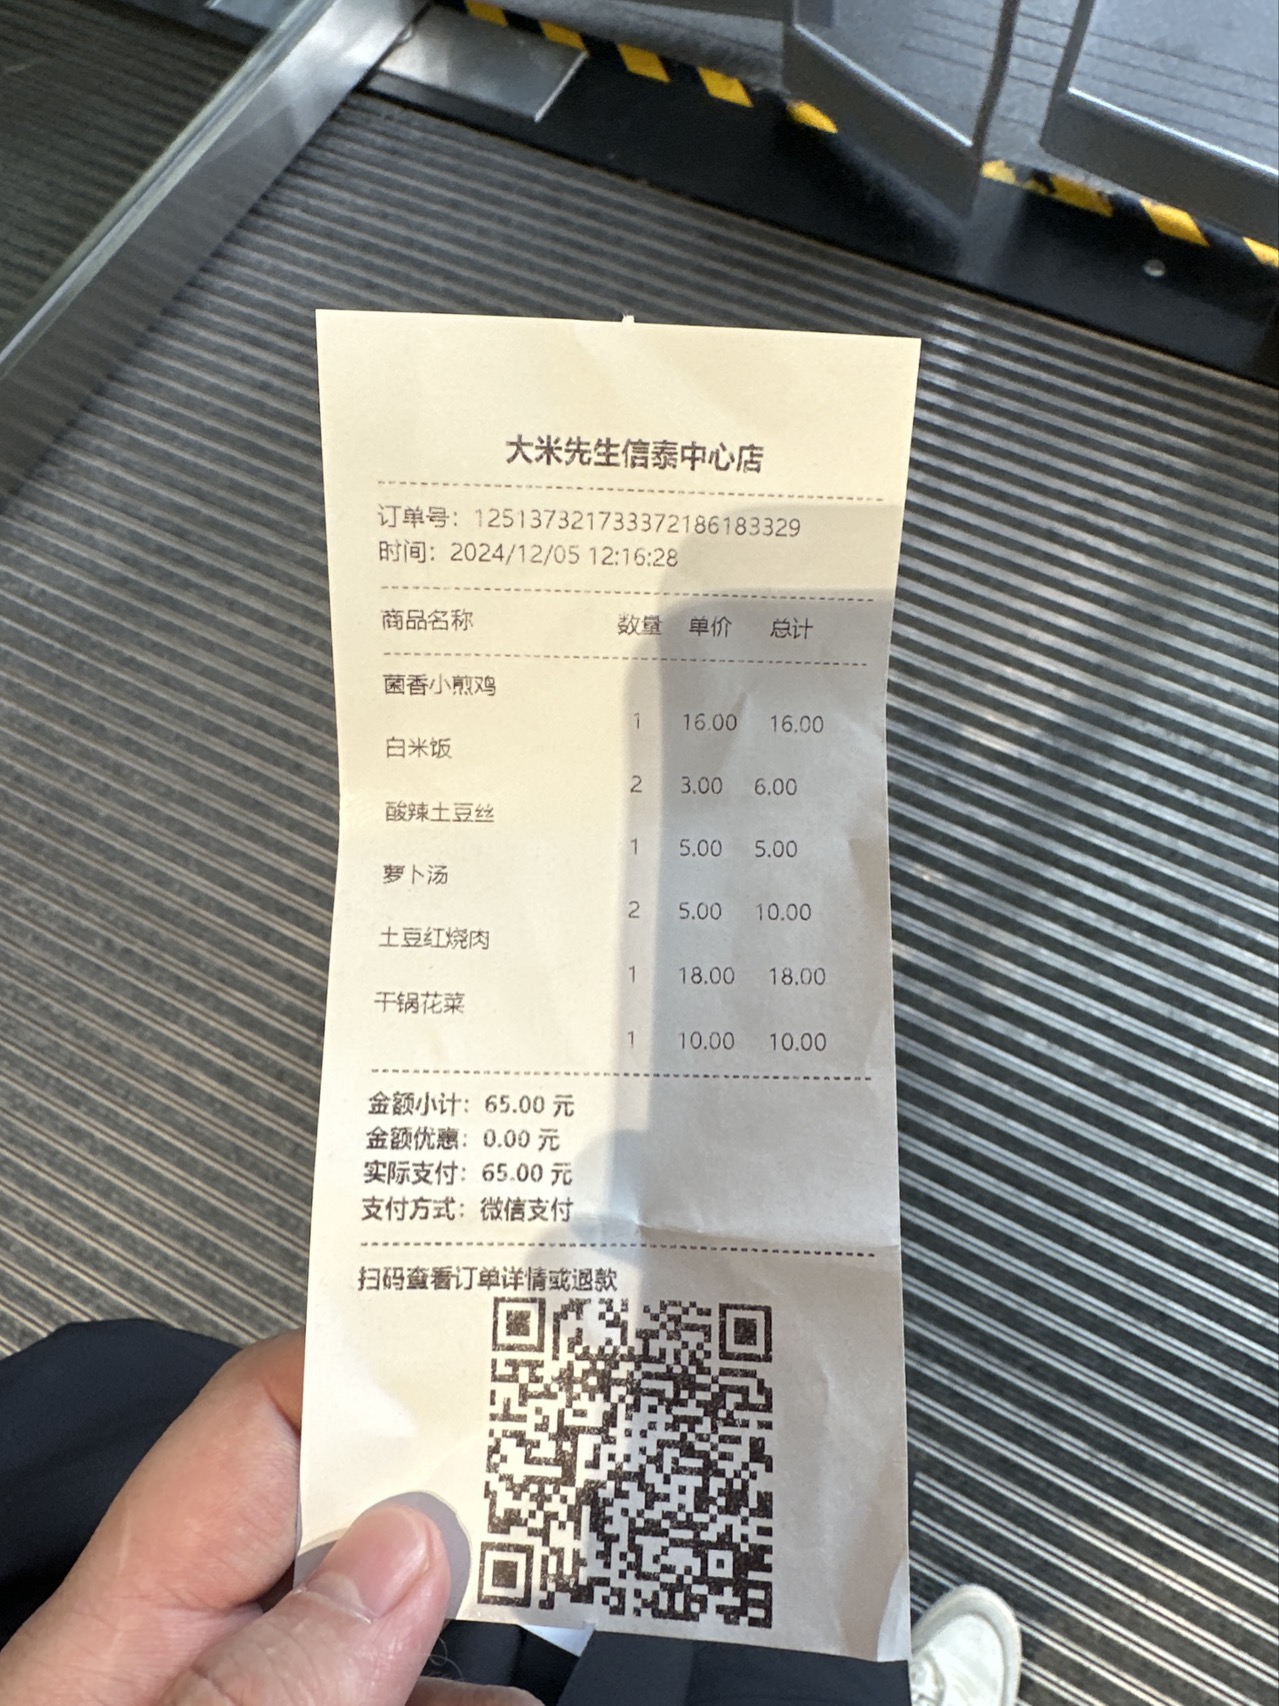 大米先生信泰中心店
订单号：1251373217333372186183329
时间：2024/12/05 12:16:28
商品名称 数量 单价 总计
菌香小煎鸡
1 16.00 16.00
白米饭
2 3.00 6.00
酸辣土豆丝
1 5.00 5.00
萝卜汤
2 5.00 10.00
土豆红烧肉
1 18.00 18.00
干锅花菜
1 10.00 10.00
金额小计：65.00 元
金额优惠：0.00 元
实际支付：65.00 元
支付方式：微信支付
扫码查看订单详情或退款